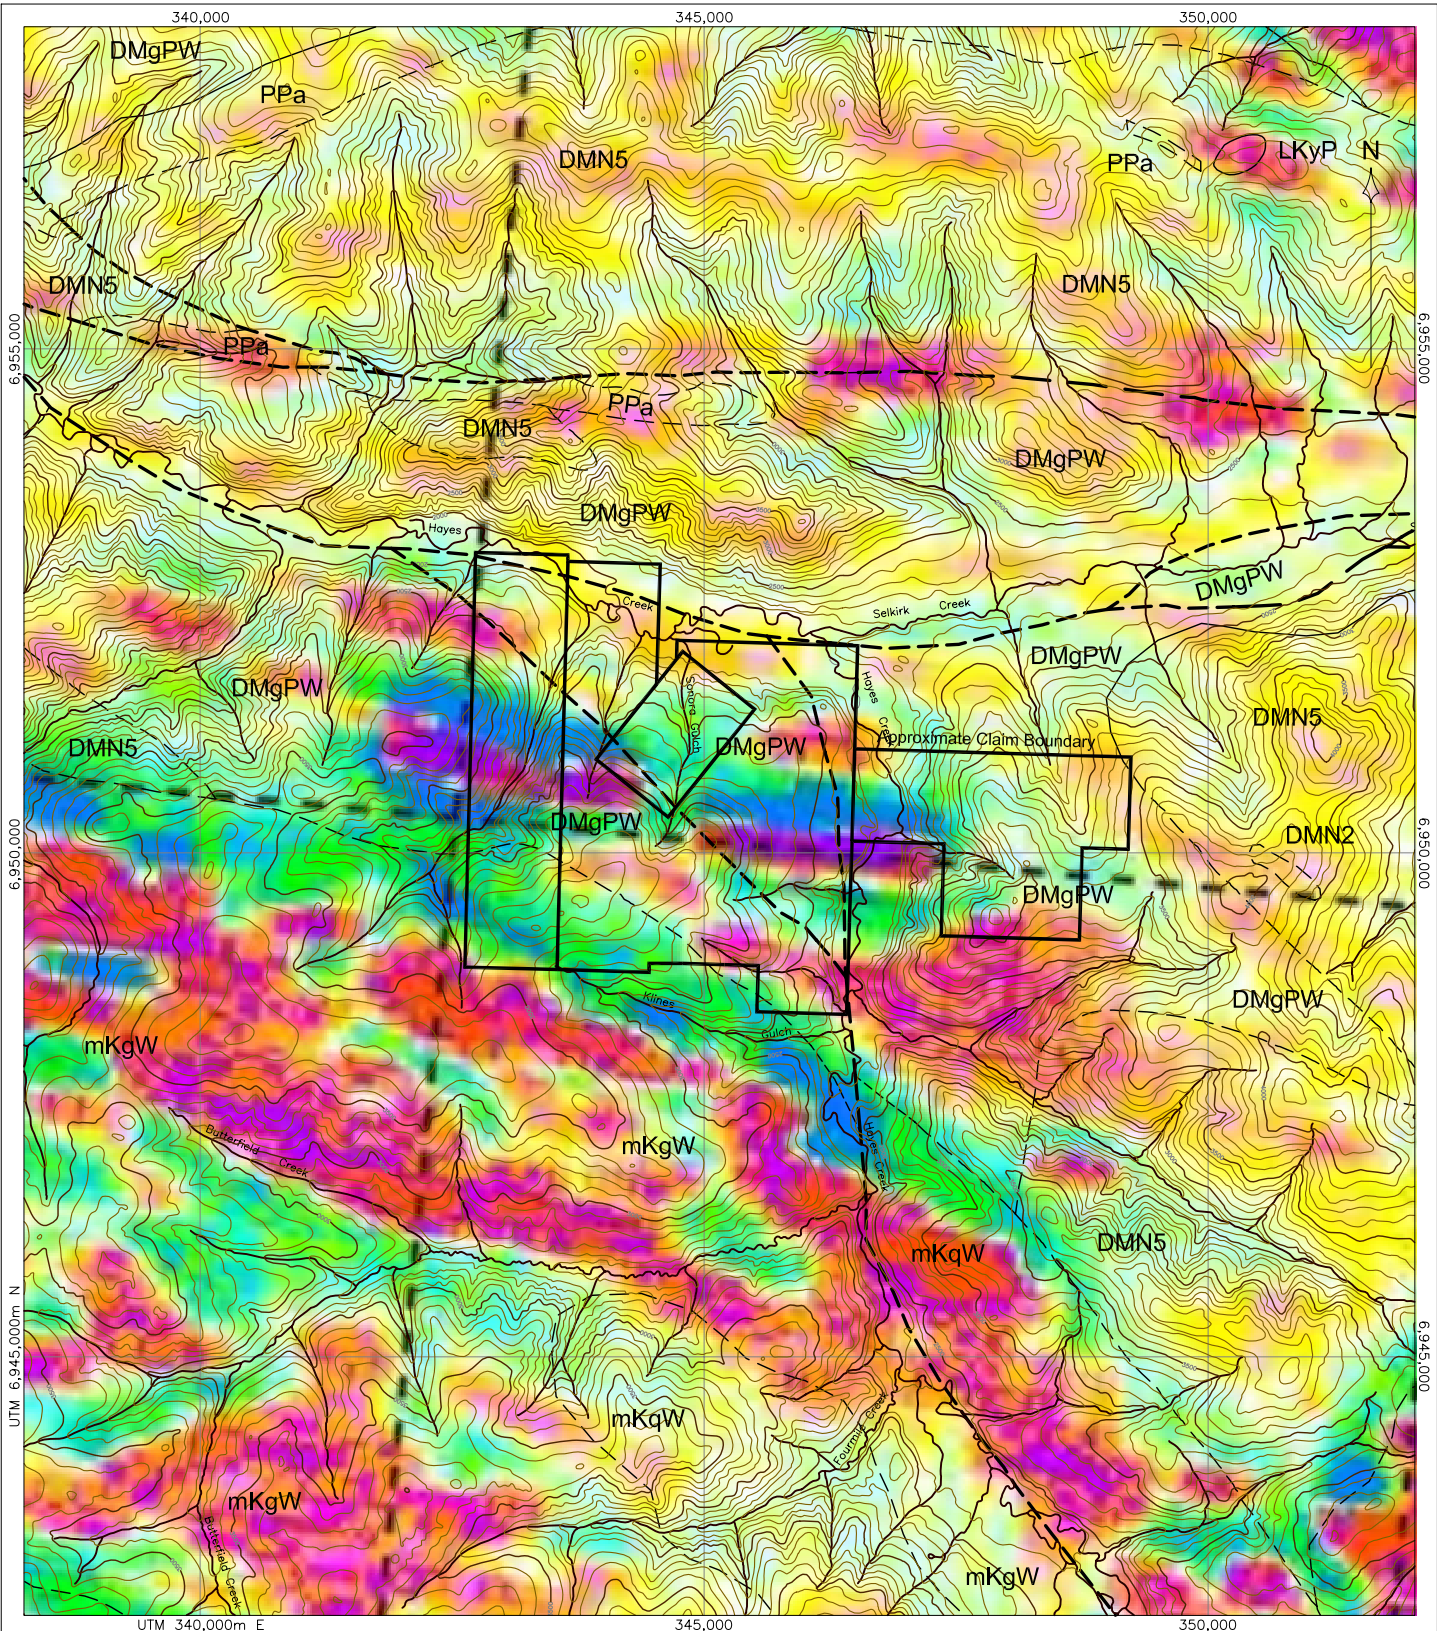 340,000
345,000
350,000
DMgPW
PPa
DMN5
PPa
LKyP
N
DMN5
DMN5
6,955,000
PPa
6,955,000
PPa
DMN5
DMgPW
DMgPW
Hayes
Creek
Selkirk Creek
DMgPW
DMgPW
Hayes Creek
DMgPW
Sonora Gulch
DMN5
DMN5
DMgPW
Approximate Claim Boundary
DMgPW
DMN2
6,950,000
6,950,000
DMgPW
DMgPW
Klines
Gulch
mKgW
Butterfield Creek
mKgW
Hayes Creek
mKqW
DMN5
UTM 6,945,000m N
6,945,000
mKqW
Fourmile Creek
mKgW
Butterfield Creek
mKgW
UTM 340,000m E
345,000
350,000